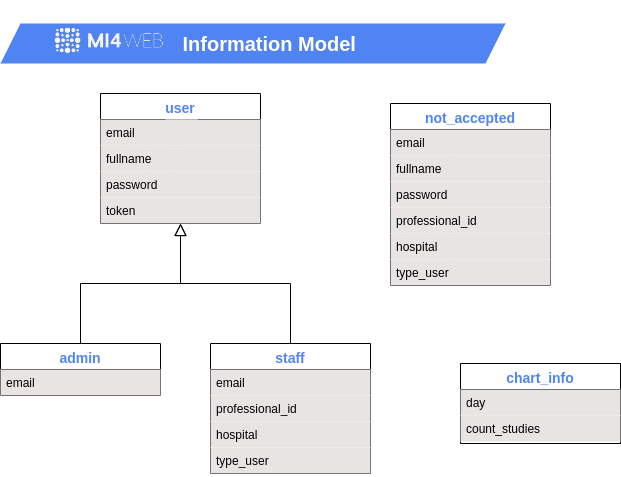 MI4WEB Information Model
user
email
fullname
password
token
not_accepted
email
fullname
password
professional_id
hospital
type_user
admin
email
staff
email
professional_id
hospital
type_user
chart_info
day
count_studies